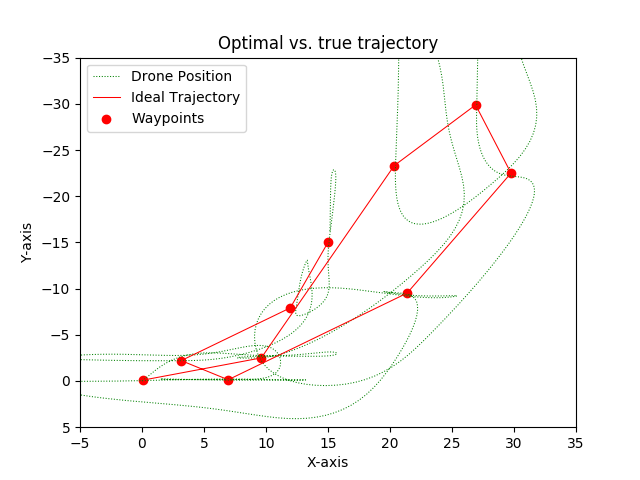 Optimal vs. true trajectory
Drone Position
Ideal Trajectory
Waypoints
−35
−30
−25
−20
−15
−10
−5
0
5
Y-axis
−5 0 5 10 15 20 25 30 35
X-axis